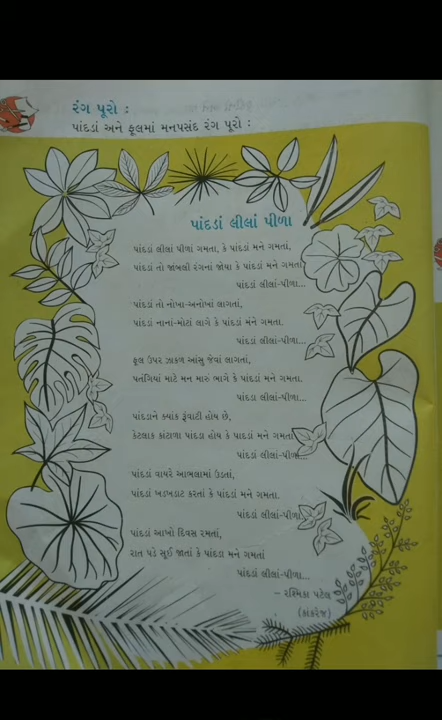 રંગ પૂરો :
પાંદડાં અને ફૂલમાં મનપસંદ રંગ પૂરો :
પાંદડાં લીલાં પીળા
પાંદડાં લીલાં પીળાં ગમતા, કે પાંદડાં મને ગમતાં,
પાંદડાં તો જાંબલી રંગનાં જોયા કે પાંદડાં મને ગમતાં
પાંદડાં લીલાં-પીળા...
પાંદડાં તો નોખા-અનોખાં લાગતાં,
પાંદડાં નાનાં-મોટાં લાગે કે પાંદડાં મને ગમતા.
પાંદડાં લીલાં-પીળા...
ફૂલ ઉપર ઝાકળ આંસુ જેવાં લાગતાં,
પતંગિયાં માટે મન મારું ભાગે કે પાંદડાં મને ગમતા.
પાંદડાં લીલાં-પીળા...
પાંદડાને ક્યાંક રૂંવાટી હોય છે,
કેટલાક કાંટાળા પાંદડા હોય કે પાદડાં મને ગમતા
પાંદડાં લીલાં-પીળા...
પાંદડાં વાયરે આભલામાં ઉડતાં,
પાંદડાં ખડખડાટ કરતાં કે પાંદડાં મને ગમતા.
પાંદડાં લીલાં-પીળા
પાંદડાં આખો દિવસ રમતાં,
રાત પડે સૂઈ જાતાં કે પાંદડા મને ગમતાં
પાંદડાં લીલાં-પીળા...
– રશ્મિકા પટેલ
(કાંકરેજ)